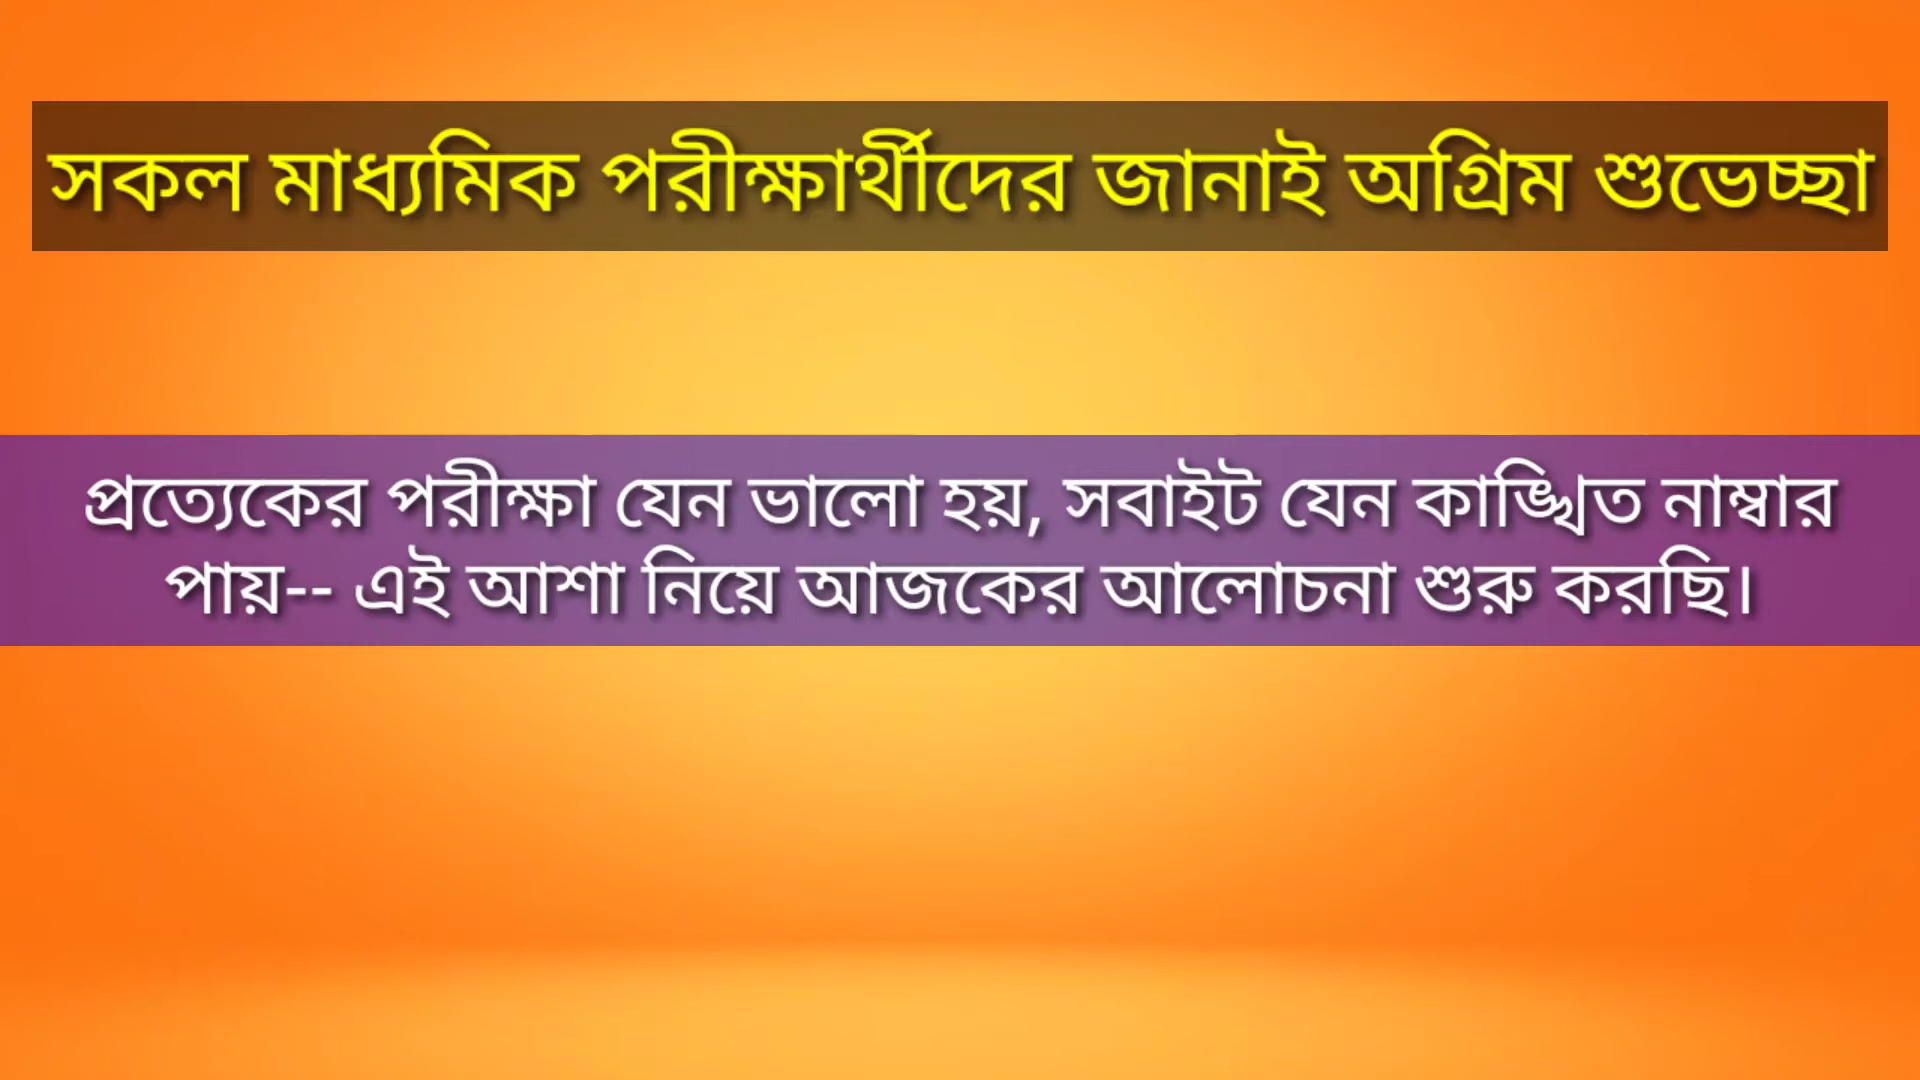 সকল মাধ্যমিক পরীক্ষার্থীদের জানাই অগ্রিম শুভেচ্ছা
প্রত্যেকের পরীক্ষা যেন ভালো হয়, সবাইট যেন কাঙ্খিত নাম্বার
পায়-- এই আশা নিয়ে আজকের আলোচনা শুরু করছি।